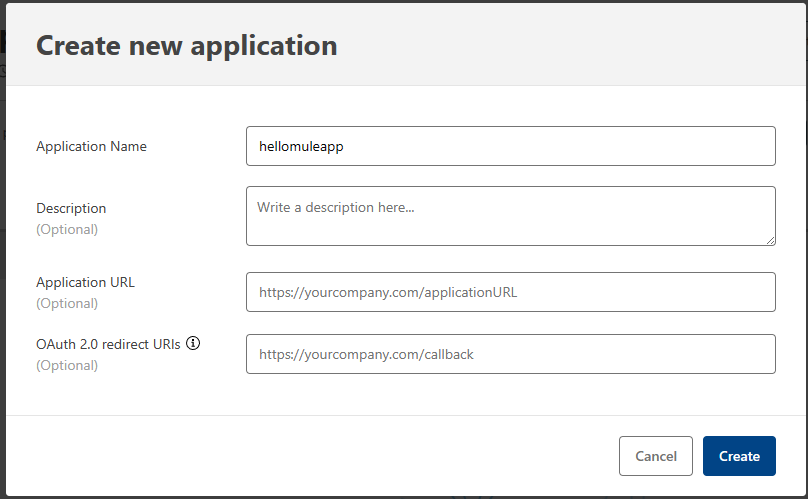 Create new application
Application Name
hellomuleapp
Description
(Optional)
Write a description here...
Application URL
(Optional)
https://yourcompany.com/applicationURL
OAuth 2.0 redirect URIs
(Optional)
https://yourcompany.com/callback
Cancel
Create